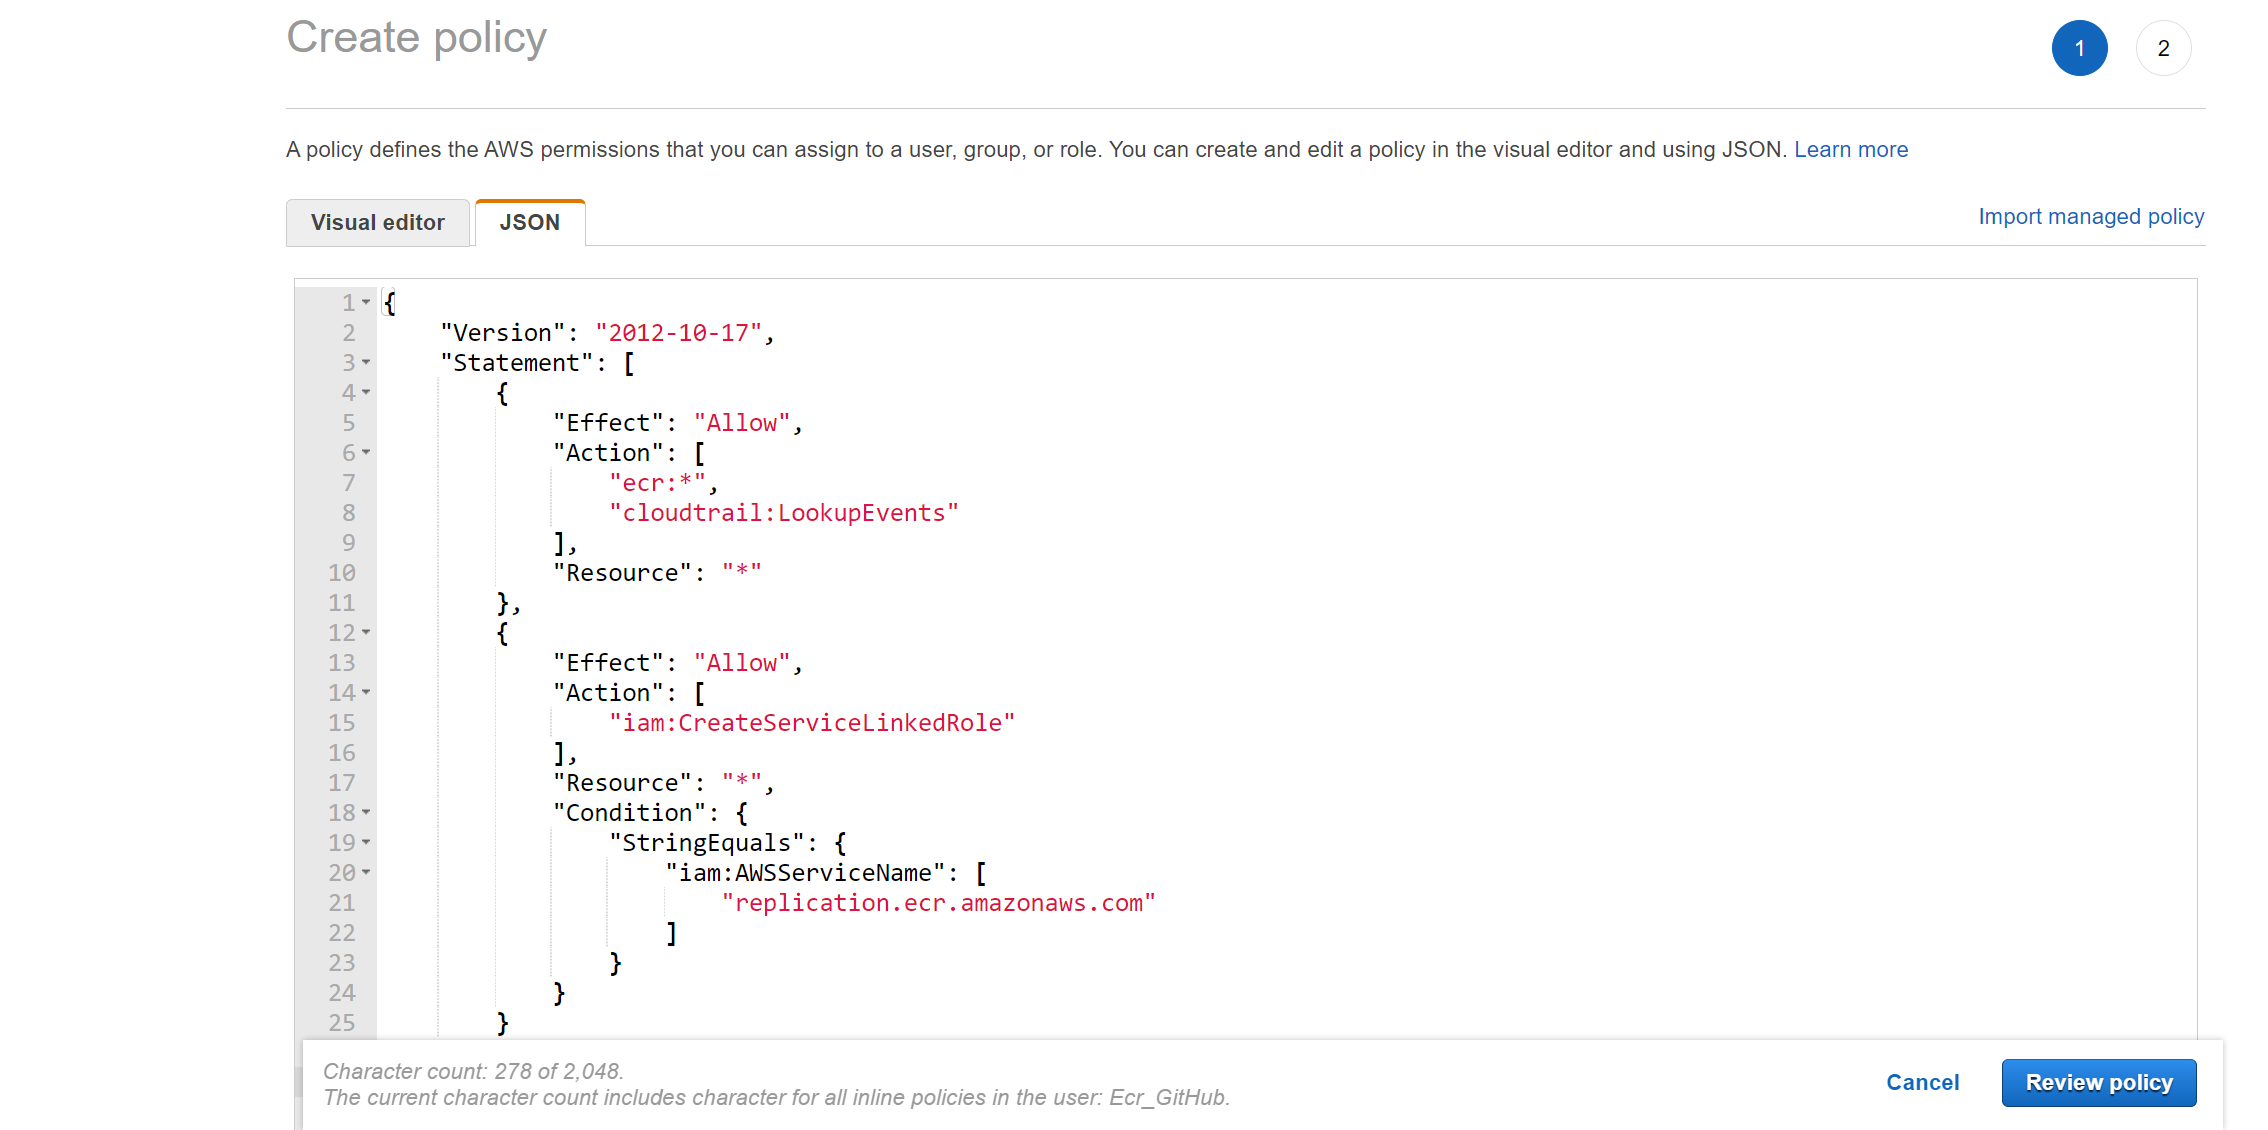 Create policy
1
2
A policy defines the AWS permissions that you can assign to a user, group, or role. You can create and edit a policy in the visual editor and using JSON. Learn more
Visual editor
JSON
Import managed policy
1 {
2 "Version": "2012-10-17",
3 "Statement": [
4 {
5 "Effect": "Allow",
6 "Action": [
7 "ecr:*",
8 "cloudtrail:LookupEvents"
9 ],
10 "Resource": "*"
11 },
12 {
13 "Effect": "Allow",
14 "Action": [
15 "iam:CreateServiceLinkedRole"
16 ],
17 "Resource": "*",
18 "Condition": {
19 "StringEquals": {
20 "iam:AWSServiceName": [
21 "replication.ecr.amazonaws.com"
22 ]
23 }
24 }
25 }
Character count: 278 of 2,048.
The current character count includes character for all inline policies in the user: Ecr_GitHub.
Cancel
Review policy